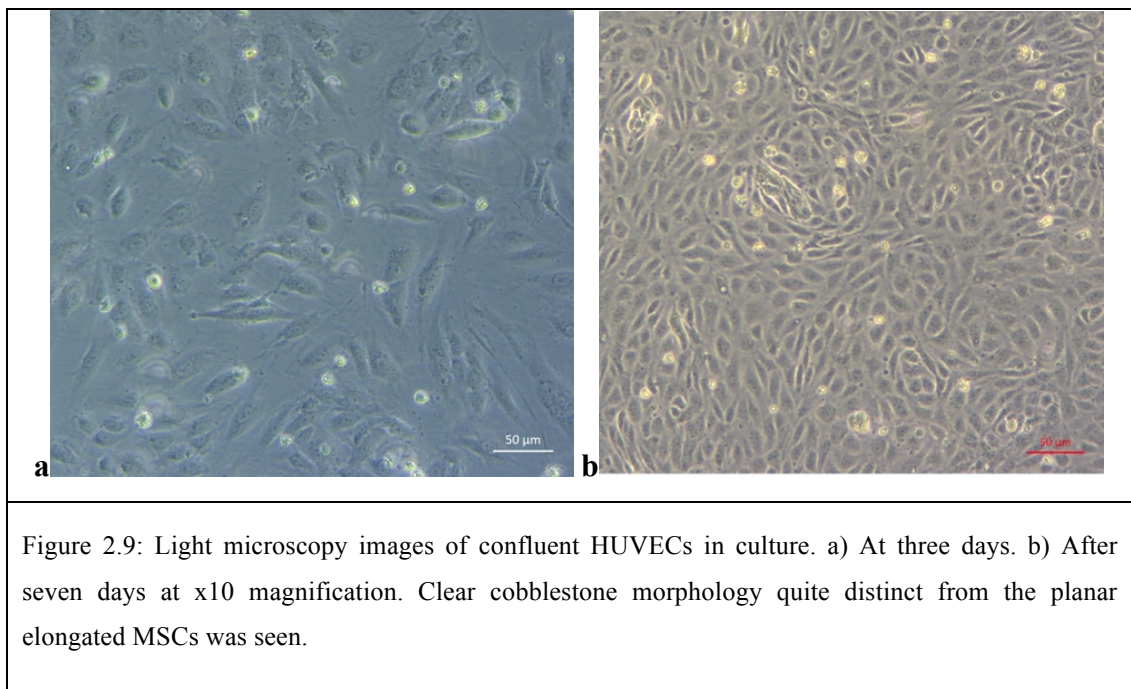 50 µm
50 µm
a
b
Figure 2.9: Light microscopy images of confluent HUVECs in culture. a) At three days. b) After
seven days at x10 magnification. Clear cobblestone morphology quite distinct from the planar
elongated MSCs was seen.